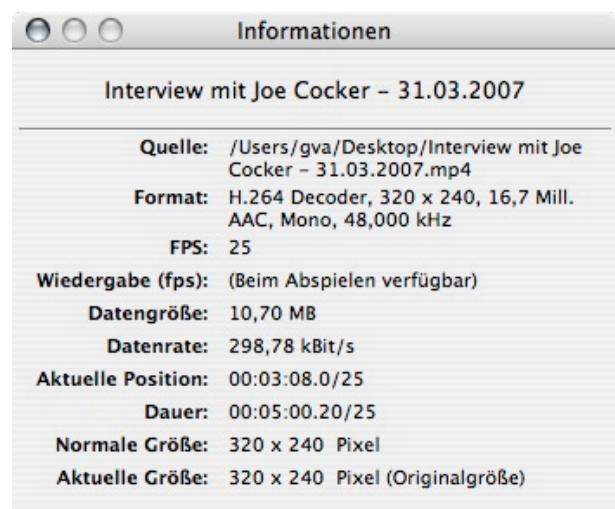 Informationen
Interview mit Joe Cocker – 31.03.2007
Quelle: /Users/gva/Desktop/Interview mit Joe
Cocker – 31.03.2007.mp4
Format: H.264 Decoder, 320 x 240, 16,7 Mill.
AAC, Mono, 48,000 kHz
FPS: 25
Wiedergabe (fps): (Beim Abspielen verfügbar)
Datengröße: 10,70 MB
Datenrate: 298,78 kBit/s
Aktuelle Position: 00:03:08.0/25
Dauer: 00:05:00.20/25
Normale Größe: 320 x 240 Pixel
Aktuelle Größe: 320 x 240 Pixel (Originalgröße)